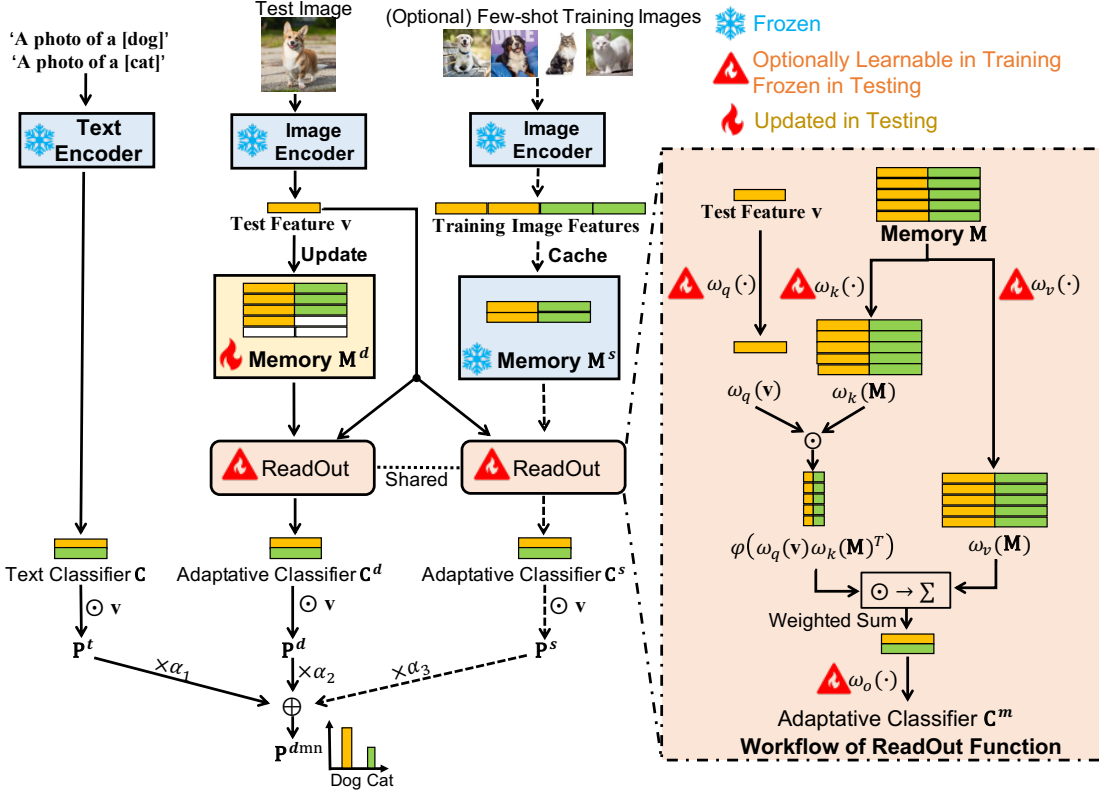 Test Image
(Optional) Few-shot Training Images
'A photo of a [dog]'
'A photo of a [cat]'
Frozen
Optionally Learnable in Training
Frozen in Testing
Updated in Testing
Text
Encoder
Image
Encoder
Image
Encoder
Test Feature v
Training Image Features
Update
Cache
Memory M^d
Memory M^s
ReadOut
Shared
ReadOut
Text Classifier C
Adaptative Classifier C^d
Adaptative Classifier C^s
⊙ v
⊙ v
⊙ v
P^t
P^d
P^s
×α₁
×α₂
×α₃
⊕
P^dmn
Dog Cat
Test Feature v
Memory M
ω_q(·)
ω_k(·)
ω_v(·)
ω_q(v)
ω_k(M)
⊙
φ(ω_q(v)ω_k(M)^T)
ω_v(M)
⊙ → Σ
Weighted Sum
ω_o(·)
Adaptative Classifier C^m
Workflow of ReadOut Function